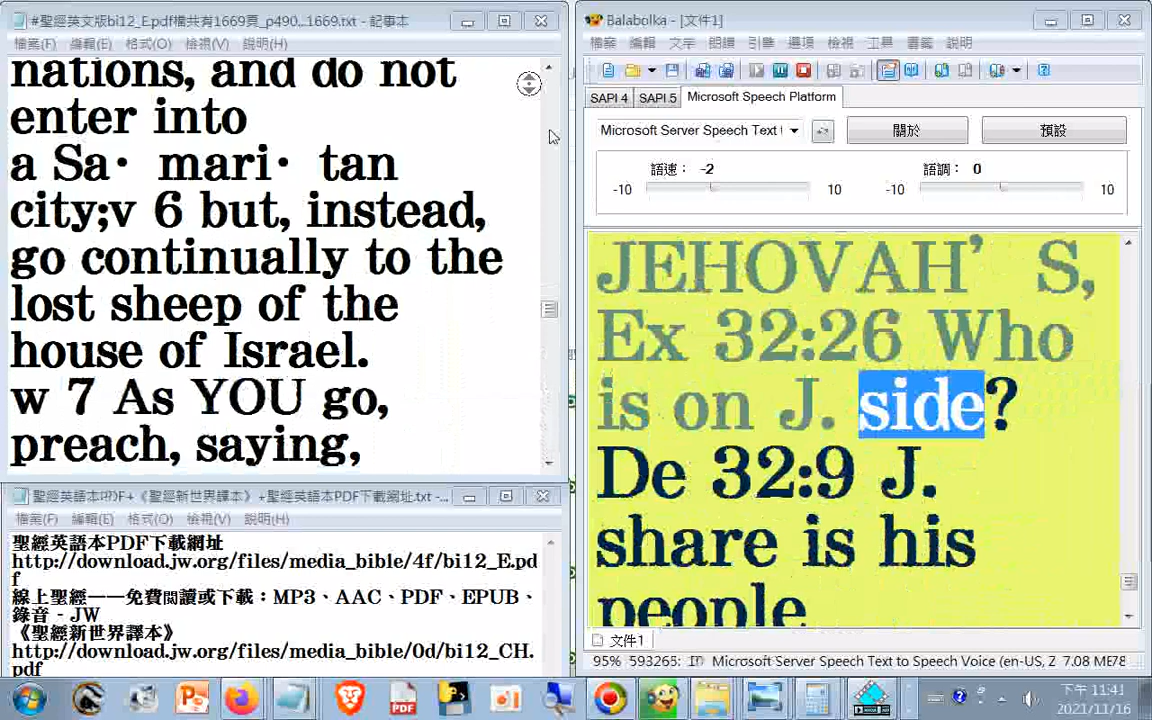 #聖經英文版bi12_E.pdf檔共有1669頁_p490,..1669.txt - 記事本
檔案(F) 編輯(E) 格式(O) 檢視(V) 說明(H)
nations, and do not
enter into
a Sa· mari· tan
city;v 6 but, instead,
go continually to the
lost sheep of the
house of Israel.
w 7 As YOU go,
preach, saying,
聖經英語本PDF+《聖經新世界譯本》+聖經英語本PDF下載網址.txt - ...
檔案(F) 編輯(E) 格式(O) 檢視(V) 說明(H)
聖經英語本PDF下載網址
http://download.jw.org/files/media_bible/4f/bi12_E.pd
f
線上聖經——免費閱讀或下載：MP3、AAC、PDF、EPUB、
錄音 - JW
《聖經新世界譯本》
http://download.jw.org/files/media_bible/0d/bi12_CH.
pdf
Balabolka - [文件1]
檔案 編輯 文字 朗讀 引擎 選項 檢視 工具 書籤 說明
SAPI 4 SAPI 5 Microsoft Speech Platform
Microsoft Server Speech Text 關於 預設
語速： -2 語調： 0
-10 10 -10 10
JEHOVAH’ S,
Ex 32:26 Who
is on J. side?
De 32:9 J.
share is his
people
文件1
95% 593265: Microsoft Server Speech Text to Speech Voice (en-US, Z 7.08 ME78
PDF
下午 11:41
2021/11/16